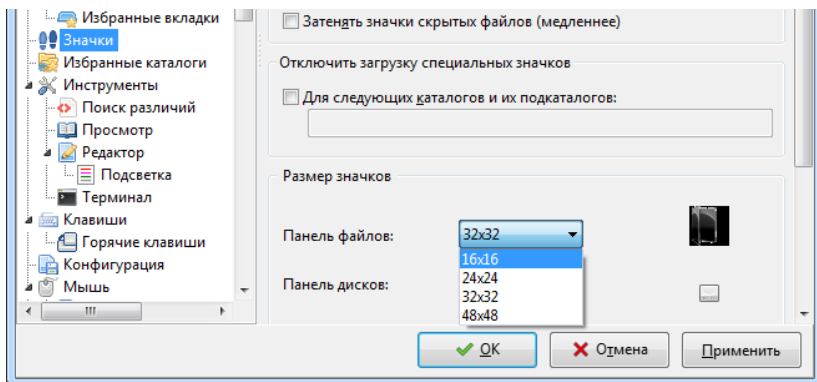 Избранные вкладки
Значки
Избранные каталоги
Инструменты
Поиск различий
Просмотр
Редактор
Подсветка
Терминал
Клавиши
Горячие клавиши
Конфигурация
Мышь
Затенять значки скрытых файлов (медленнее)
Отключить загрузку специальных значков
Для следующих каталогов и их подкаталогов:
Размер значков
Панель файлов:
32x32
16x16
24x24
32x32
48x48
Панель дисков:
OK
Отмена
Применить